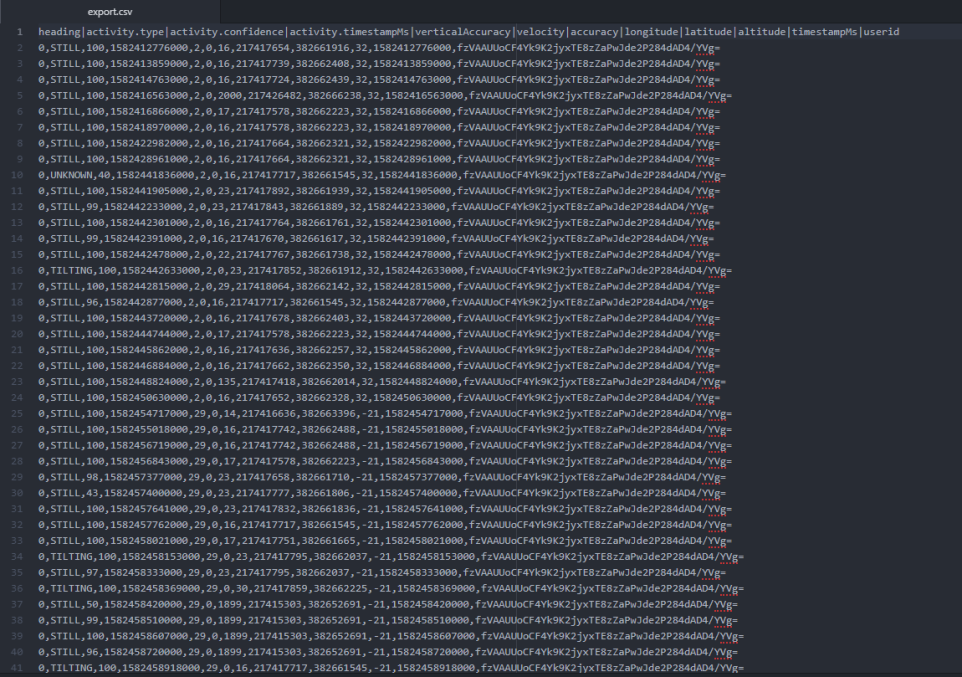 export.csv
1 heading|activity.type|activity.confidence|activity.timestampMs|verticalAccuracy|velocity|accuracy|longitude|latitude|altitude|timestampMs|userid
2 0,STILL,100,1582412776000,2,0,16,217417654,382661916,32,1582412776000,fzVAAUUoCF4Yk9K2jyxTE8zZaPwJde2P284dAD4/YVg=
3 0,STILL,100,1582413859000,2,0,16,217417739,382662408,32,1582413859000,fzVAAUUoCF4Yk9K2jyxTE8zZaPwJde2P284dAD4/YVg=
4 0,STILL,100,1582414763000,2,0,16,217417724,382662439,32,1582414763000,fzVAAUUoCF4Yk9K2jyxTE8zZaPwJde2P284dAD4/YVg=
5 0,STILL,100,1582416563000,2,0,2000,217426482,382666238,32,1582416563000,fzVAAUUoCF4Yk9K2jyxTE8zZaPwJde2P284dAD4/YVg=
6 0,STILL,100,1582416866000,2,0,17,217417578,382662223,32,1582416866000,fzVAAUUoCF4Yk9K2jyxTE8zZaPwJde2P284dAD4/YVg=
7 0,STILL,100,1582418970000,2,0,16,217417578,382662223,32,1582418970000,fzVAAUUoCF4Yk9K2jyxTE8zZaPwJde2P284dAD4/YVg=
8 0,STILL,100,1582422982000,2,0,16,217417664,382662321,32,1582422982000,fzVAAUUoCF4Yk9K2jyxTE8zZaPwJde2P284dAD4/YVg=
9 0,STILL,100,1582428961000,2,0,16,217417664,382662321,32,1582428961000,fzVAAUUoCF4Yk9K2jyxTE8zZaPwJde2P284dAD4/YVg=
10 0,UNKNOWN,40,1582441836000,2,0,16,217417717,382661545,32,1582441836000,fzVAAUUoCF4Yk9K2jyxTE8zZaPwJde2P284dAD4/YVg=
11 0,STILL,100,1582441905000,2,0,23,217417892,382661939,32,1582441905000,fzVAAUUoCF4Yk9K2jyxTE8zZaPwJde2P284dAD4/YVg=
12 0,STILL,99,1582442233000,2,0,23,217417843,382661889,32,1582442233000,fzVAAUUoCF4Yk9K2jyxTE8zZaPwJde2P284dAD4/YVg=
13 0,STILL,100,1582442301000,2,0,16,217417764,382661761,32,1582442301000,fzVAAUUoCF4Yk9K2jyxTE8zZaPwJde2P284dAD4/YVg=
14 0,STILL,99,1582442391000,2,0,16,217417670,382661617,32,1582442391000,fzVAAUUoCF4Yk9K2jyxTE8zZaPwJde2P284dAD4/YVg=
15 0,STILL,100,1582442478000,2,0,22,217417767,382661738,32,1582442478000,fzVAAUUoCF4Yk9K2jyxTE8zZaPwJde2P284dAD4/YVg=
16 0,TILTING,100,1582442633000,2,0,23,217417852,382661912,32,1582442633000,fzVAAUUoCF4Yk9K2jyxTE8zZaPwJde2P284dAD4/YVg=
17 0,STILL,100,1582442815000,2,0,29,217418064,382662142,32,1582442815000,fzVAAUUoCF4Yk9K2jyxTE8zZaPwJde2P284dAD4/YVg=
18 0,STILL,96,1582442877000,2,0,16,217417717,382661545,32,1582442877000,fzVAAUUoCF4Yk9K2jyxTE8zZaPwJde2P284dAD4/YVg=
19 0,STILL,100,1582443720000,2,0,16,217417678,382662403,32,1582443720000,fzVAAUUoCF4Yk9K2jyxTE8zZaPwJde2P284dAD4/YVg=
20 0,STILL,100,1582444744000,2,0,17,217417578,382662223,32,1582444744000,fzVAAUUoCF4Yk9K2jyxTE8zZaPwJde2P284dAD4/YVg=
21 0,STILL,100,1582445862000,2,0,16,217417636,382662257,32,1582445862000,fzVAAUUoCF4Yk9K2jyxTE8zZaPwJde2P284dAD4/YVg=
22 0,STILL,100,1582446884000,2,0,16,217417662,382662350,32,1582446884000,fzVAAUUoCF4Yk9K2jyxTE8zZaPwJde2P284dAD4/YVg=
23 0,STILL,100,1582448824000,2,0,135,217417418,382662014,32,1582448824000,fzVAAUUoCF4Yk9K2jyxTE8zZaPwJde2P284dAD4/YVg=
24 0,STILL,100,1582450630000,2,0,16,217417652,382662328,32,1582450630000,fzVAAUUoCF4Yk9K2jyxTE8zZaPwJde2P284dAD4/YVg=
25 0,STILL,100,1582454717000,29,0,14,217416636,382663396,-21,1582454717000,fzVAAUUoCF4Yk9K2jyxTE8zZaPwJde2P284dAD4/YVg=
26 0,STILL,100,1582455018000,29,0,16,217417742,382662488,-21,1582455018000,fzVAAUUoCF4Yk9K2jyxTE8zZaPwJde2P284dAD4/YVg=
27 0,STILL,100,1582456719000,29,0,16,217417742,382662488,-21,1582456719000,fzVAAUUoCF4Yk9K2jyxTE8zZaPwJde2P284dAD4/YVg=
28 0,STILL,100,1582456843000,29,0,17,217417578,382662223,-21,1582456843000,fzVAAUUoCF4Yk9K2jyxTE8zZaPwJde2P284dAD4/YVg=
29 0,STILL,98,1582457377000,29,0,23,217417658,382661710,-21,1582457377000,fzVAAUUoCF4Yk9K2jyxTE8zZaPwJde2P284dAD4/YVg=
30 0,STILL,43,1582457400000,29,0,23,217417777,382661806,-21,1582457400000,fzVAAUUoCF4Yk9K2jyxTE8zZaPwJde2P284dAD4/YVg=
31 0,STILL,100,1582457641000,29,0,23,217417832,382661836,-21,1582457641000,fzVAAUUoCF4Yk9K2jyxTE8zZaPwJde2P284dAD4/YVg=
32 0,STILL,100,1582457762000,29,0,16,217417717,382661545,-21,1582457762000,fzVAAUUoCF4Yk9K2jyxTE8zZaPwJde2P284dAD4/YVg=
33 0,STILL,100,1582458021000,29,0,17,217417751,382661665,-21,1582458021000,fzVAAUUoCF4Yk9K2jyxTE8zZaPwJde2P284dAD4/YVg=
34 0,TILTING,100,1582458153000,29,0,23,217417795,382662037,-21,1582458153000,fzVAAUUoCF4Yk9K2jyxTE8zZaPwJde2P284dAD4/YVg=
35 0,STILL,97,1582458333000,29,0,23,217417795,382662037,-21,1582458333000,fzVAAUUoCF4Yk9K2jyxTE8zZaPwJde2P284dAD4/YVg=
36 0,TILTING,100,1582458369000,29,0,30,217417859,382662225,-21,1582458369000,fzVAAUUoCF4Yk9K2jyxTE8zZaPwJde2P284dAD4/YVg=
37 0,STILL,50,1582458420000,29,0,1899,217415303,382652691,-21,1582458420000,fzVAAUUoCF4Yk9K2jyxTE8zZaPwJde2P284dAD4/YVg=
38 0,STILL,99,1582458510000,29,0,1899,217415303,382652691,-21,1582458510000,fzVAAUUoCF4Yk9K2jyxTE8zZaPwJde2P284dAD4/YVg=
39 0,STILL,100,1582458607000,29,0,1899,217415303,382652691,-21,1582458607000,fzVAAUUoCF4Yk9K2jyxTE8zZaPwJde2P284dAD4/YVg=
40 0,STILL,96,1582458720000,29,0,1899,217415303,382652691,-21,1582458720000,fzVAAUUoCF4Yk9K2jyxTE8zZaPwJde2P284dAD4/YVg=
41 0,TILTING,100,1582458918000,29,0,16,217417717,382661545,-21,1582458918000,fzVAAUUoCF4Yk9K2jyxTE8zZaPwJde2P284dAD4/YVg=